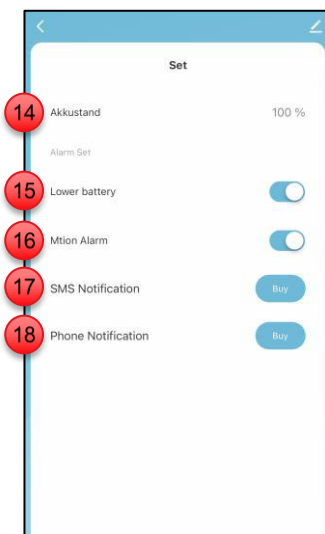 Set
14 Akkustand 100 %
Alarm Set
15 Lower battery
16 Mtion Alarm
17 SMS Notification Buy
18 Phone Notification Buy